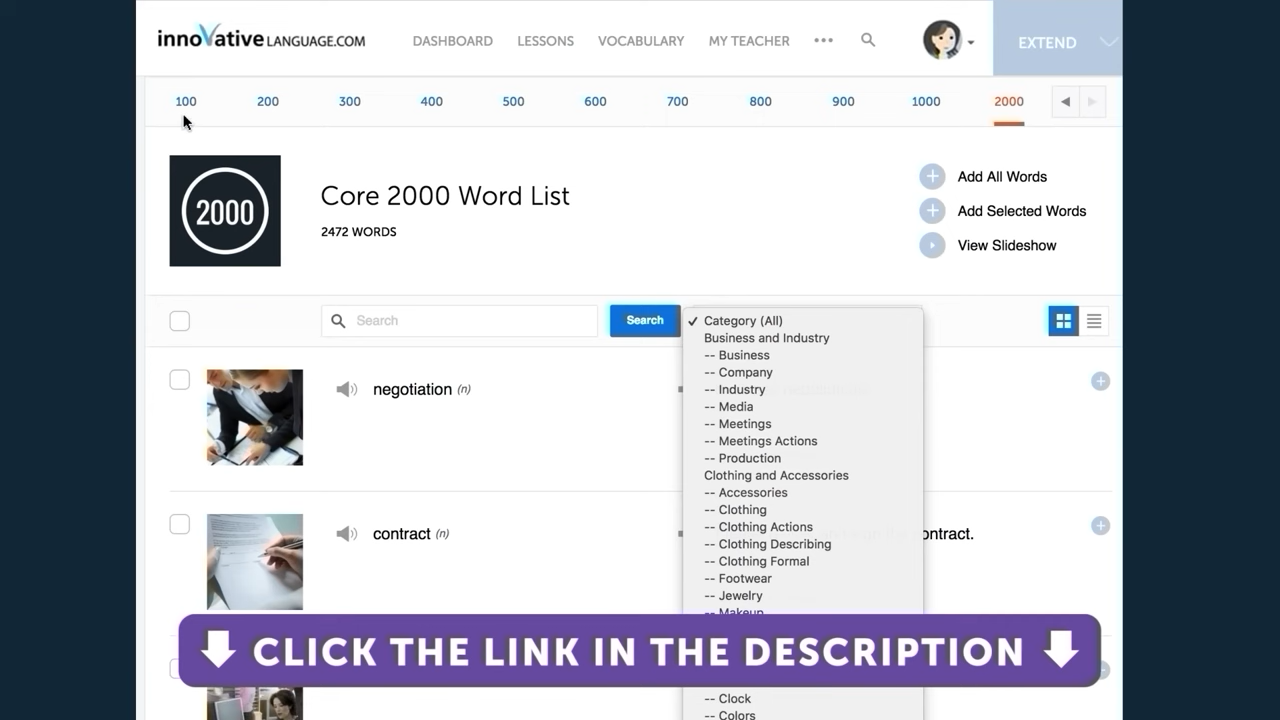 innoVative LANGUAGE.COM
DASHBOARD LESSONS VOCABULARY MY TEACHER EXTEND
100 200 300 400 500 600 700 800 900 1000 2000
2000
Core 2000 Word List
2472 WORDS
Add All Words
Add Selected Words
View Slideshow
Search
Search
Category (All)
Business and Industry
-- Business
-- Company
-- Industry
-- Media
-- Meetings
-- Meetings Actions
-- Production
Clothing and Accessories
-- Accessories
-- Clothing
-- Clothing Actions
-- Clothing Describing
-- Clothing Formal
-- Footwear
-- Jewelry
-- Makeup
-- Clock
-- Colors
negotiation (n)
contract (n)
contract.
CLICK THE LINK IN THE DESCRIPTION